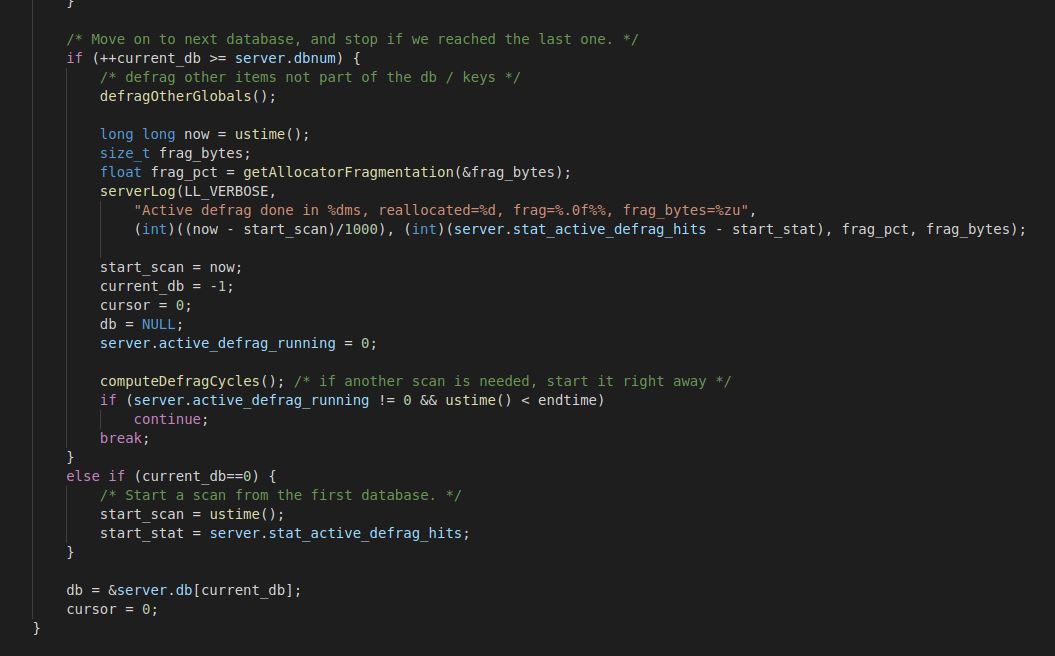 }
/* Move on to next database, and stop if we reached the last one. */
if (++current_db >= server.dbnum) {
/* defrag other items not part of the db / keys */
defragOtherGlobals();
long long now = ustime();
size_t frag_bytes;
float frag_pct = getAllocatorFragmentation(&frag_bytes);
serverLog(LL_VERBOSE,
"Active defrag done in %dms, reallocated=%d, frag=%.0f%%, frag_bytes=%zu",
(int)((now - start_scan)/1000), (int)(server.stat_active_defrag_hits - start_stat), frag_pct, frag_bytes);
start_scan = now;
current_db = -1;
cursor = 0;
db = NULL;
server.active_defrag_running = 0;
computeDefragCycles(); /* if another scan is needed, start it right away */
if (server.active_defrag_running != 0 && ustime() < endtime)
continue;
break;
}
else if (current_db==0) {
/* Start a scan from the first database. */
start_scan = ustime();
start_stat = server.stat_active_defrag_hits;
}
db = &server.db[current_db];
cursor = 0;
}